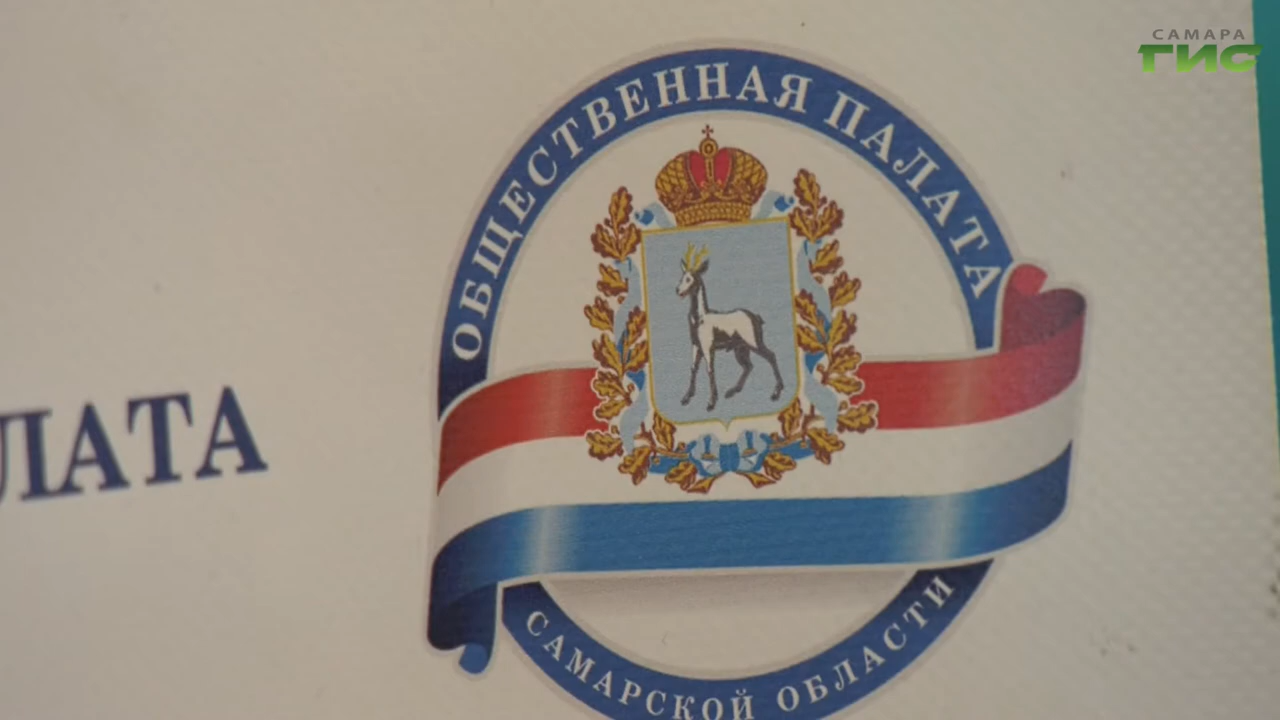 САМАРА
ГИС
ОБЩЕСТВЕННАЯ ПАЛАТА
САМАРСКОЙ ОБЛАСТИ
ЛАТА